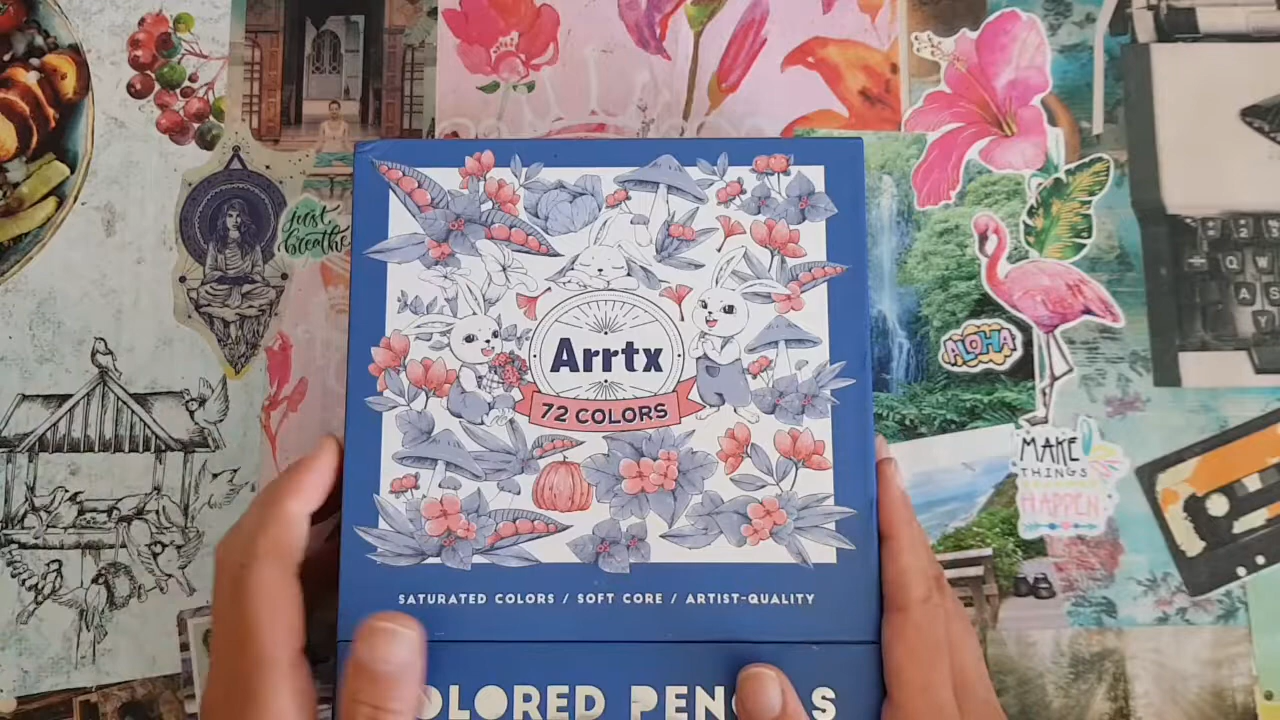 just
breathe
Arrtx
72 COLORS
SATURATED COLORS / SOFT CORE / ARTIST-QUALITY
ALOHA
MAKE
THINGS
HAPPEN
Q W
A S